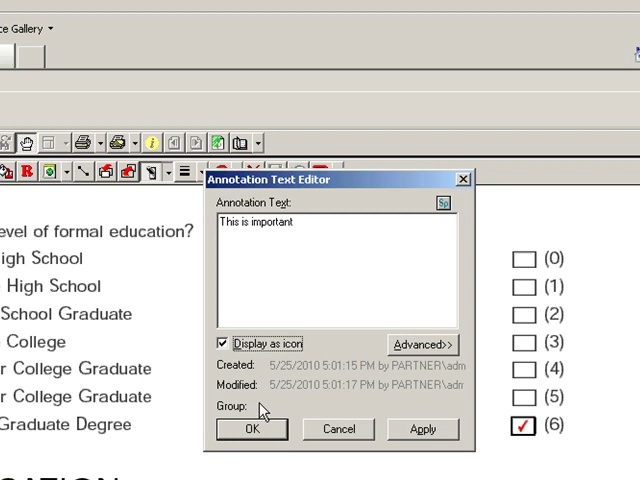 ce Gallery
Annotation Text Editor
Annotation Text:
Sp
This is important
Display as icon
Advanced>>
Created: 5/25/2010 5:01:15 PM by PARTNER\adm
Modified: 5/25/2010 5:01:17 PM by PARTNER\adm
Group:
OK Cancel Apply
R
evel of formal education?
igh School (0)
High School (1)
School Graduate (2)
College (3)
r College Graduate (4)
r College Graduate (5)
Graduate Degree (6)